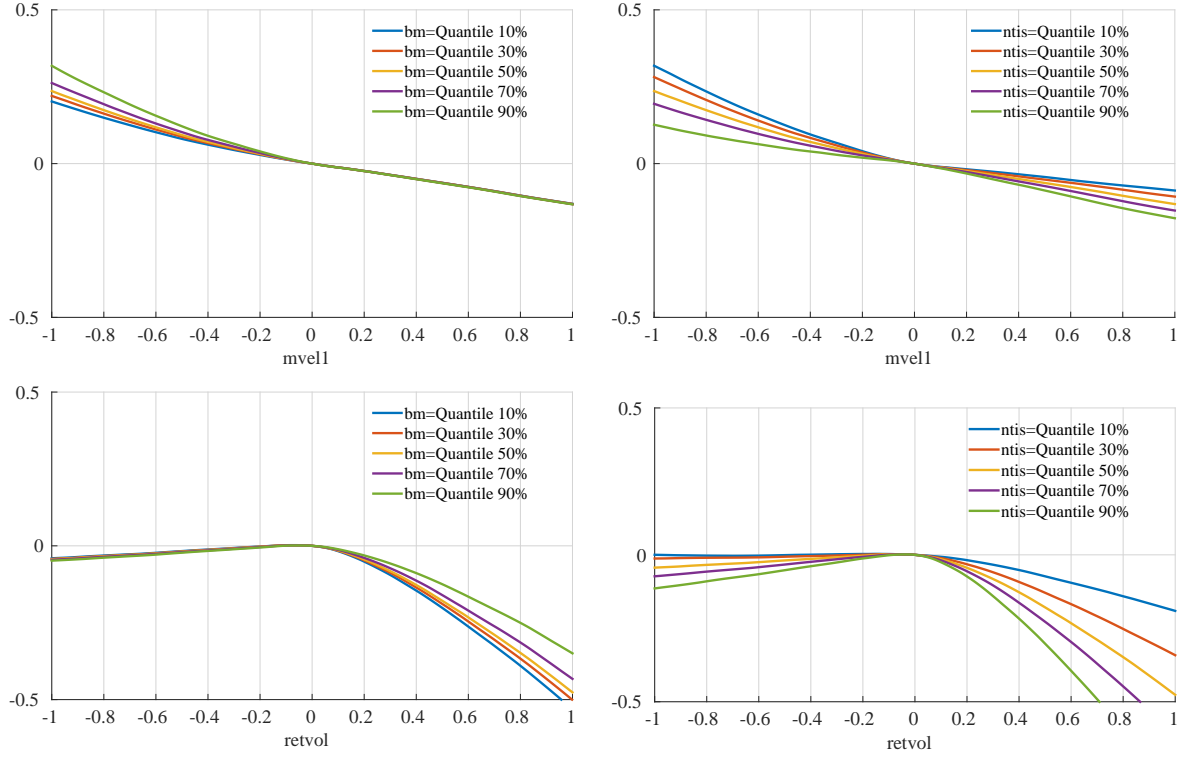 0.5
0
-0.5
-1 -0.8 -0.6 -0.4 -0.2 0 0.2 0.4 0.6 0.8 1
mvel1
bm=Quantile 10%
bm=Quantile 30%
bm=Quantile 50%
bm=Quantile 70%
bm=Quantile 90%
0.5
0
-0.5
-1 -0.8 -0.6 -0.4 -0.2 0 0.2 0.4 0.6 0.8 1
mvel1
ntis=Quantile 10%
ntis=Quantile 30%
ntis=Quantile 50%
ntis=Quantile 70%
ntis=Quantile 90%
0.5
0
-0.5
-1 -0.8 -0.6 -0.4 -0.2 0 0.2 0.4 0.6 0.8 1
retvol
bm=Quantile 10%
bm=Quantile 30%
bm=Quantile 50%
bm=Quantile 70%
bm=Quantile 90%
0.5
0
-0.5
-1 -0.8 -0.6 -0.4 -0.2 0 0.2 0.4 0.6 0.8 1
retvol
ntis=Quantile 10%
ntis=Quantile 30%
ntis=Quantile 50%
ntis=Quantile 70%
ntis=Quantile 90%